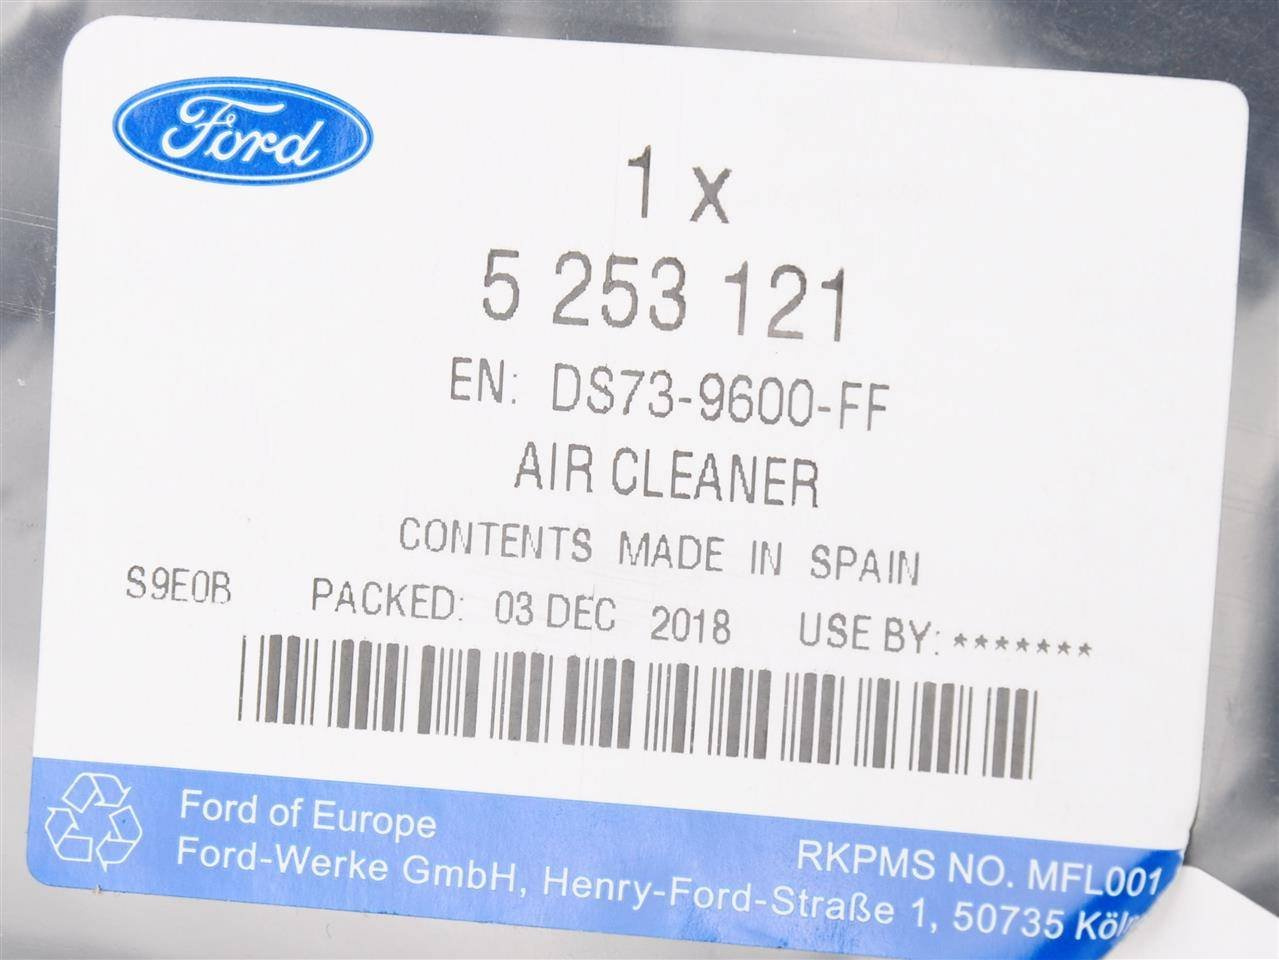 Ford
1 x
5 253 121
EN: DS73-9600-FF
AIR CLEANER
CONTENTS MADE IN SPAIN
S9E0B PACKED: 03 DEC 2018 USE BY: *******
Ford of Europe
RKPMS NO. MFL001
Ford-Werke GmbH, Henry-Ford-Straße 1, 50735